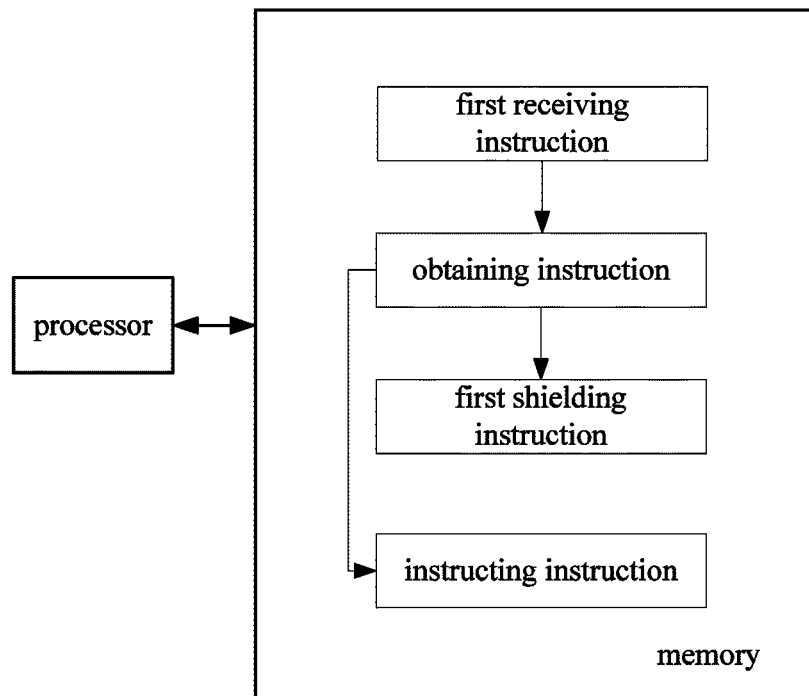 first receiving
instruction
obtaining instruction
processor
first shielding
instruction
instructing instruction
memory